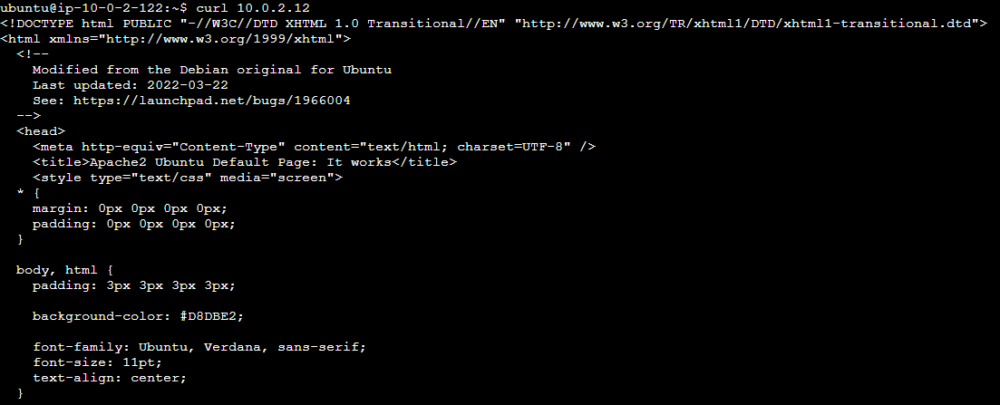 ubuntu@ip-10-0-2-122:~$ curl 10.0.2.12
<!DOCTYPE html PUBLIC "-//W3C//DTD XHTML 1.0 Transitional//EN" "http://www.w3.org/TR/xhtml1/DTD/xhtml1-transitional.dtd">
<html xmlns="http://www.w3.org/1999/xhtml">
  <!--
    Modified from the Debian original for Ubuntu
    Last updated: 2022-03-22
    See: https://launchpad.net/bugs/1966004
  -->
  <head>
    <meta http-equiv="Content-Type" content="text/html; charset=UTF-8" />
    <title>Apache2 Ubuntu Default Page: It works</title>
    <style type="text/css" media="screen">
  * {
    margin: 0px 0px 0px 0px;
    padding: 0px 0px 0px 0px;
  }

  body, html {
    padding: 3px 3px 3px 3px;

    background-color: #D8DBE2;

    font-family: Ubuntu, Verdana, sans-serif;
    font-size: 11pt;
    text-align: center;
  }